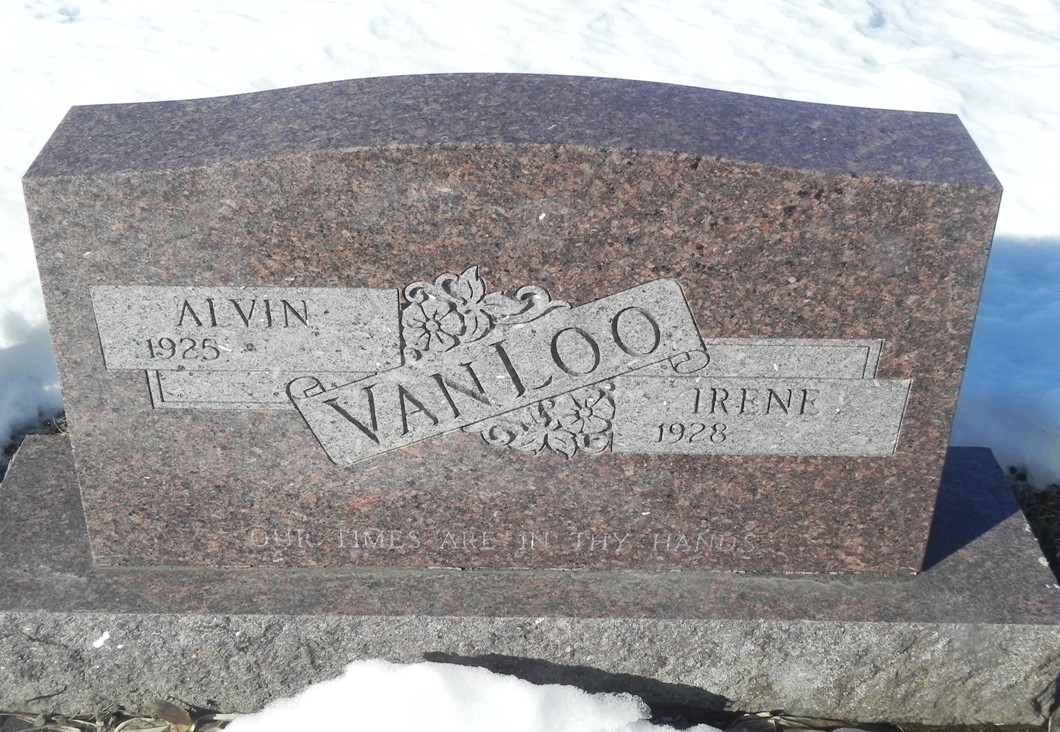 ALVIN
1925
VANLOO
IRENE
1928
OUR TIMES ARE IN THY HANDS